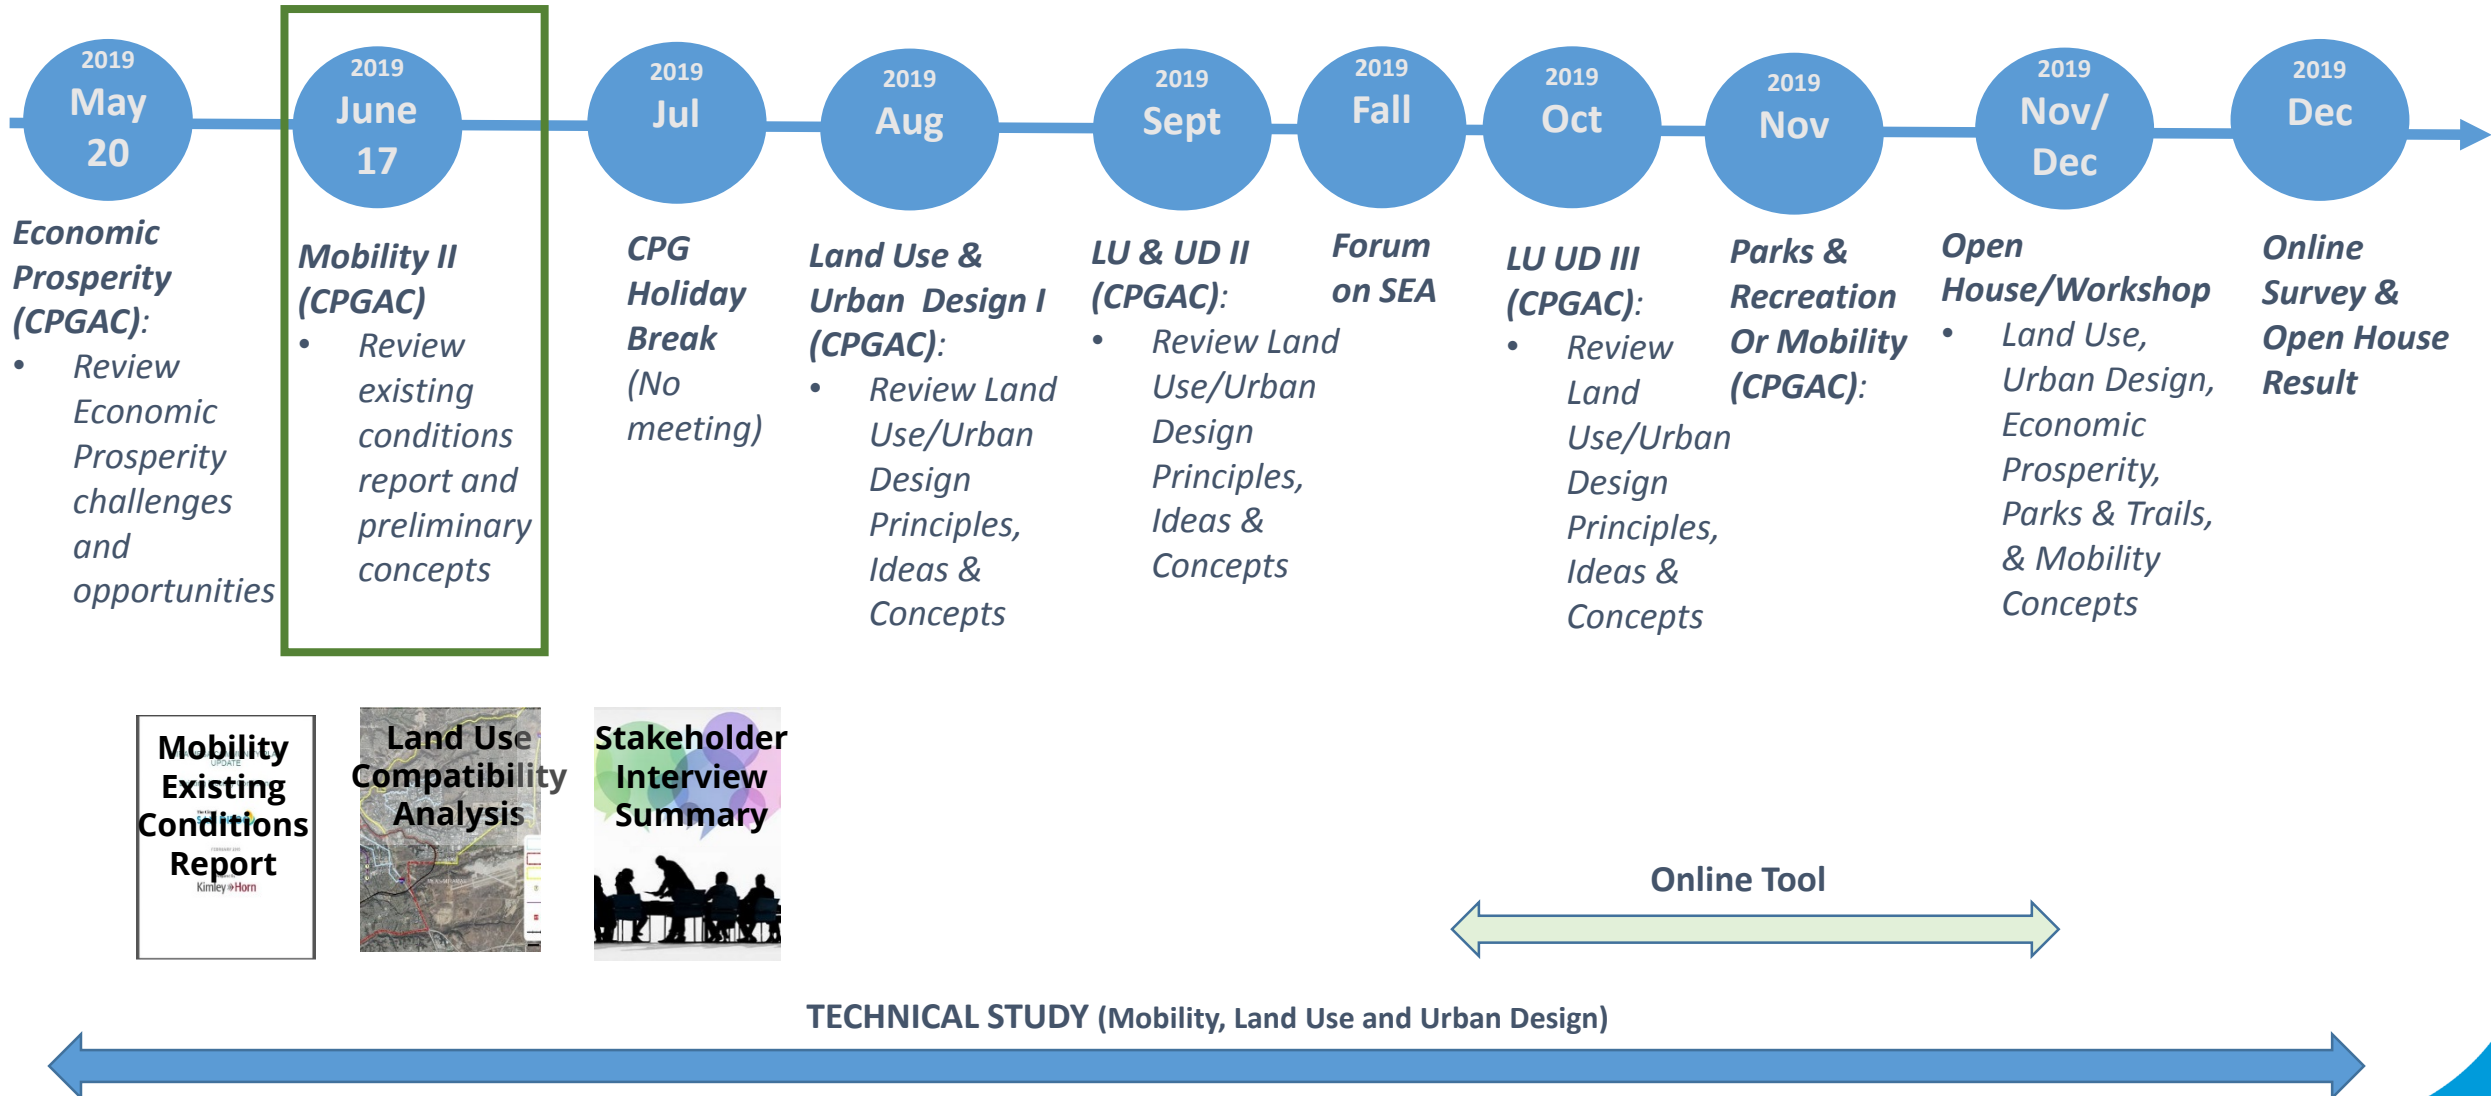 2019
May
20
2019
June
17
2019
Jul
2019
Aug
2019
Sept
2019
Fall
2019
Oct
2019
Nov
2019
Nov/
Dec
2019
Dec
Economic
Prosperity
(CPGAC):
• Review
Economic
Prosperity
challenges
and
opportunities
Mobility II
(CPGAC)
• Review
existing
conditions
report and
preliminary
concepts
CPG
Holiday
Break
(No
meeting)
Land Use &
Urban Design I
(CPGAC):
• Review Land
Use/Urban
Design
Principles,
Ideas &
Concepts
LU & UD II
(CPGAC):
• Review Land
Use/Urban
Design
Principles,
Ideas &
Concepts
Forum
on SEA
LU UD III
(CPGAC):
• Review
Land
Use/Urban
Design
Principles,
Ideas &
Concepts
Parks &
Recreation
Or Mobility
(CPGAC):
Open
House/Workshop
• Land Use,
Urban Design,
Economic
Prosperity,
Parks & Trails,
& Mobility
Concepts
Online
Survey &
Open House
Result
Mobility
UPDATE
Existing
Conditions
Report
Kimley»Horn
Land Use
Compatibility
Analysis
Stakeholder
Interview
Summary
Online Tool
TECHNICAL STUDY (Mobility, Land Use and Urban Design)